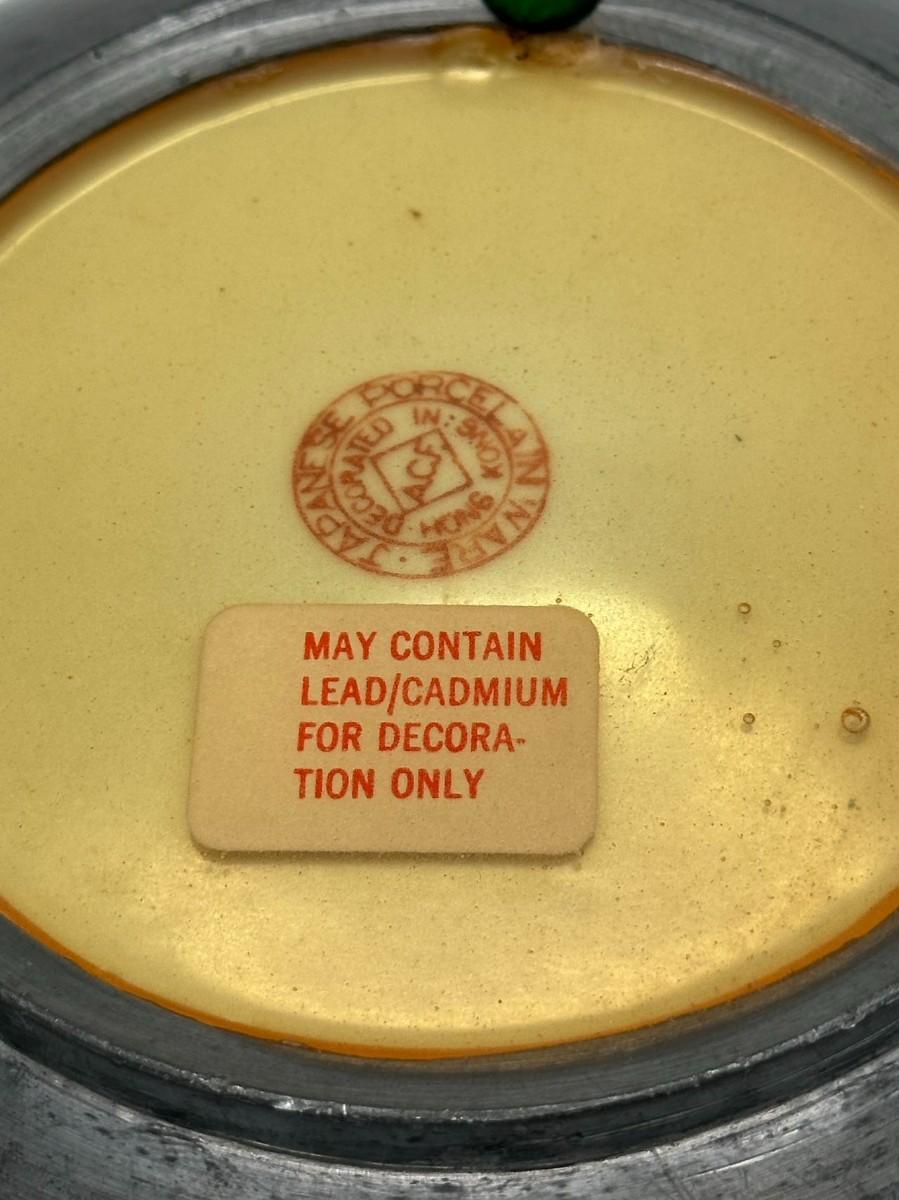 JAPANESE PORCELAIN WARE
DECORATED IN: HONG KONG
ACF
MAY CONTAIN
LEAD/CADMIUM
FOR DECORA-
TION ONLY